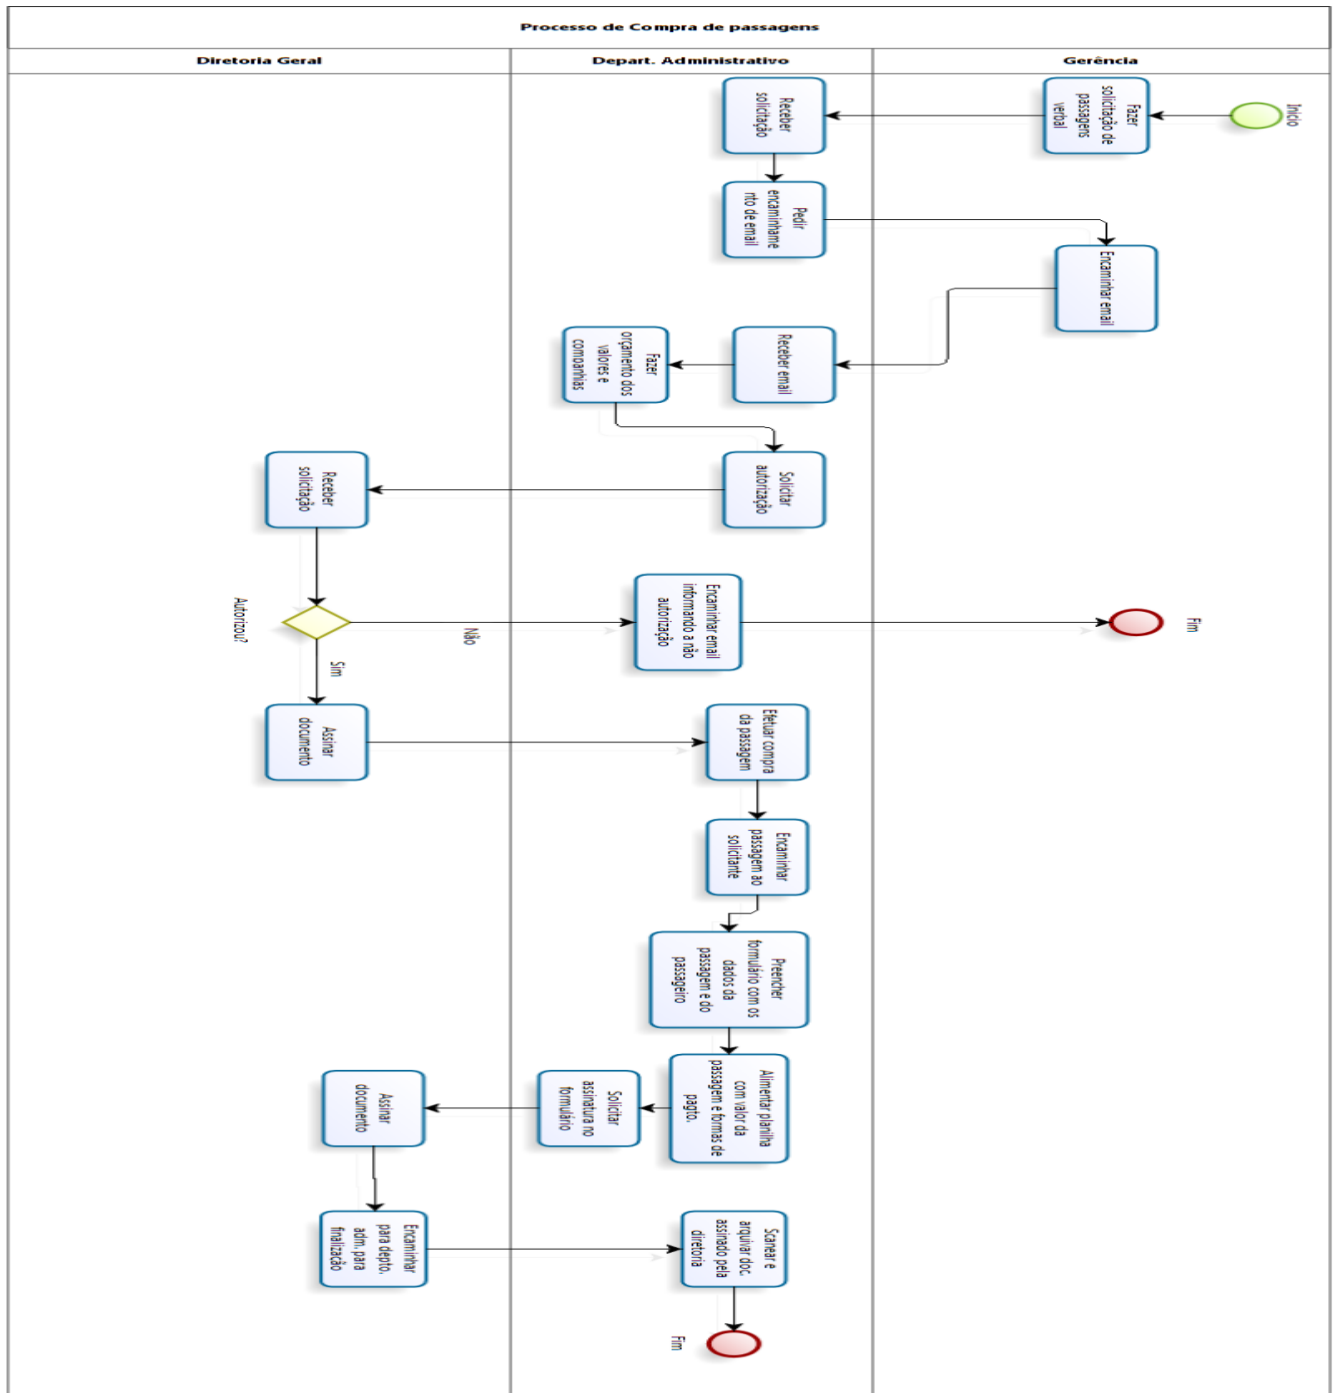 Processo de Compra de passagens
Diretoria Geral
Depart. Administrativo
Gerência
Inicio
Fazer
solicitação de
passagens
verbal
Receber
solicitação
Pedir
encaminhame
nto de email
Encaminhar email
Receber email
Fazer
orçamento dos
valores e
companhias
Solicitar
autorização
Receber
solicitação
Autorizou?
Não
Encaminhar email
informando a não
autorização
Fim
Sim
Assinar
documento
Efetuar compra
da passagem
Encaminhar
passagem ao
solicitante
Preencher
formulário com os
dados da
passagem e do
passageiro
Alimentar planilha
com valor da
passagem e formas de
pagto.
Solicitar
assinatura no
formulário
Assinar
documento
Encaminhar
para depto.
adm. para
finalização
Scanear e
arquivar doc.
assinado pela
diretoria
Fim